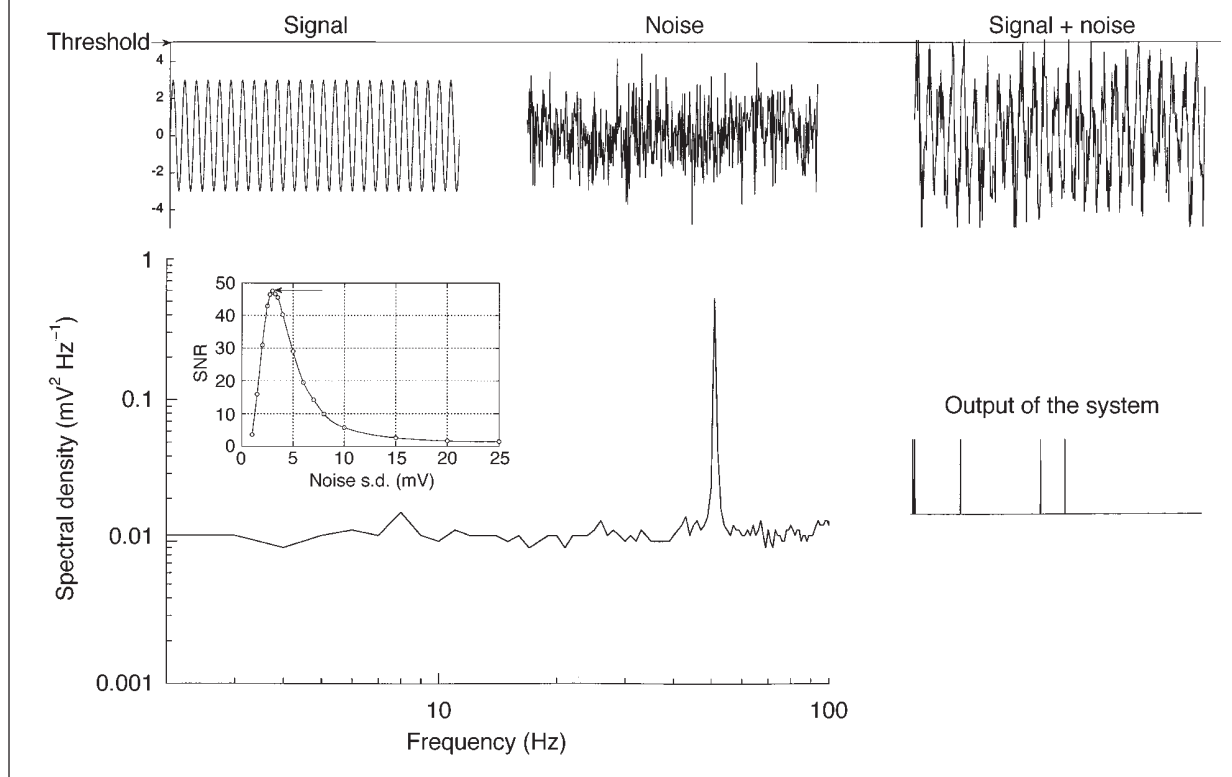 Signal
Noise
Signal + noise
Threshold
4
2
0
-2
-4
1
0.1
0.01
0.001
Spectral density (mV² Hz⁻¹)
50
40
30
20
10
0
SNR
0 5 10 15 20 25
Noise s.d. (mV)
Output of the system
10 100
Frequency (Hz)